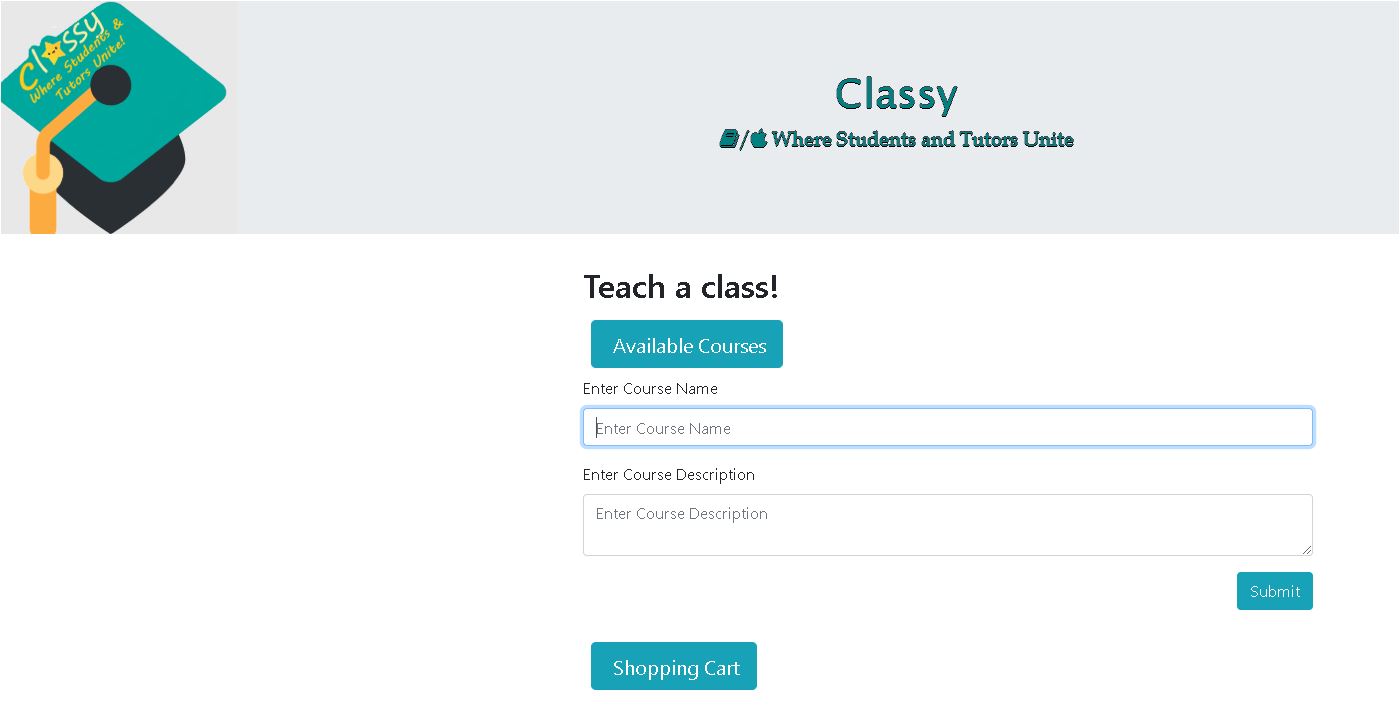 Classy
Where Students &
Tutors Unite!
Classy
/ Where Students and Tutors Unite
Teach a class!
Available Courses
Enter Course Name
Enter Course Name
Enter Course Description
Enter Course Description
Submit
Shopping Cart